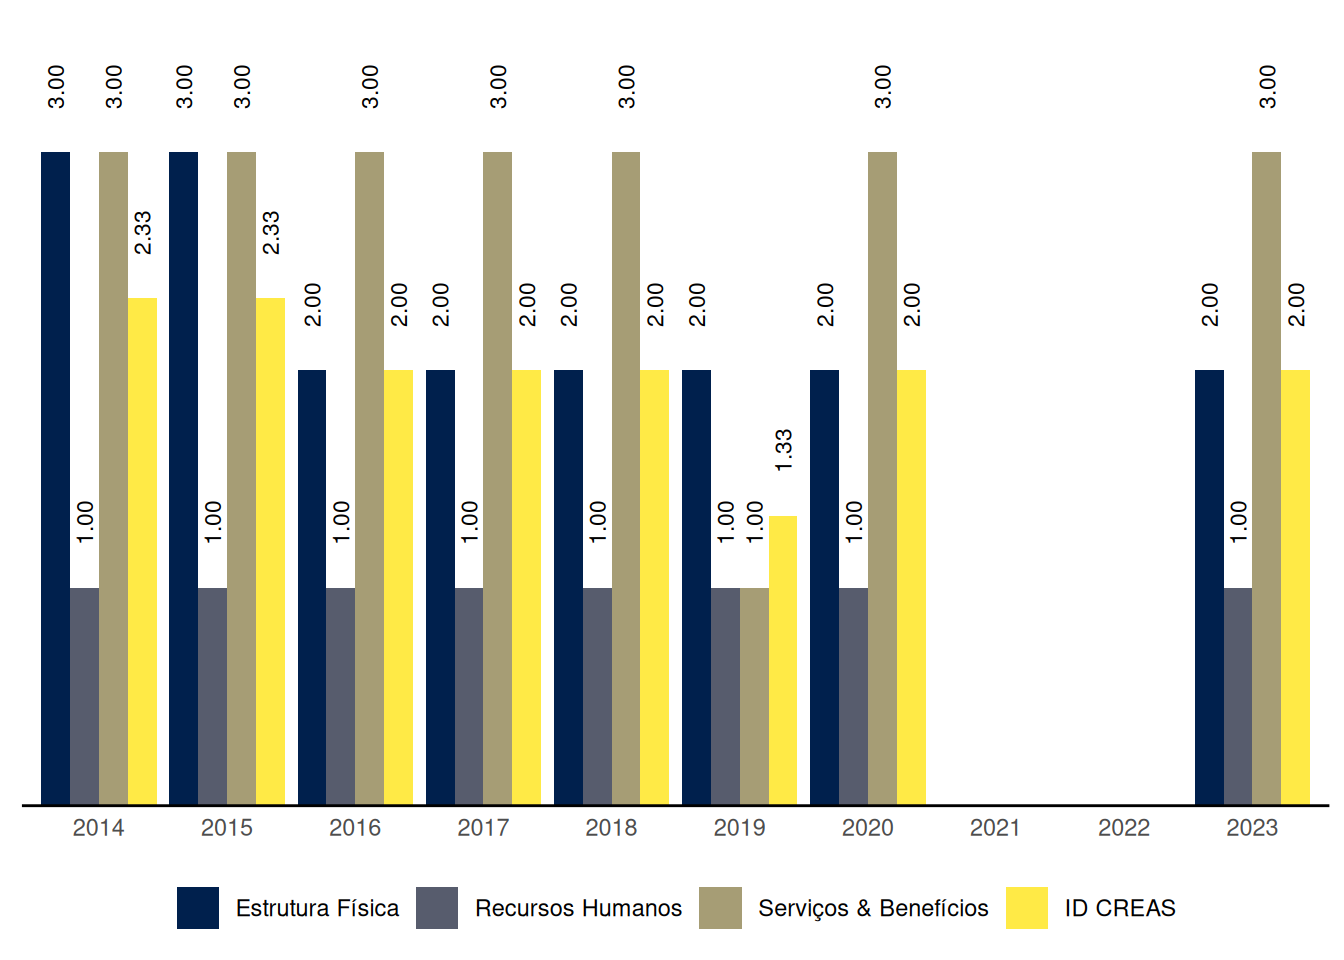 3.00 3.00 3.00 3.00 3.00 3.00 3.00 3.00 3.00
2.33 2.33
2.00 2.00 2.00 2.00 2.00 2.00 2.00 2.00 2.00 2.00 2.00
1.33
1.00 1.00 1.00 1.00 1.00 1.00 1.00 1.00 1.00
2014 2015 2016 2017 2018 2019 2020 2021 2022 2023
Estrutura Física Recursos Humanos Serviços & Benefícios ID CREAS